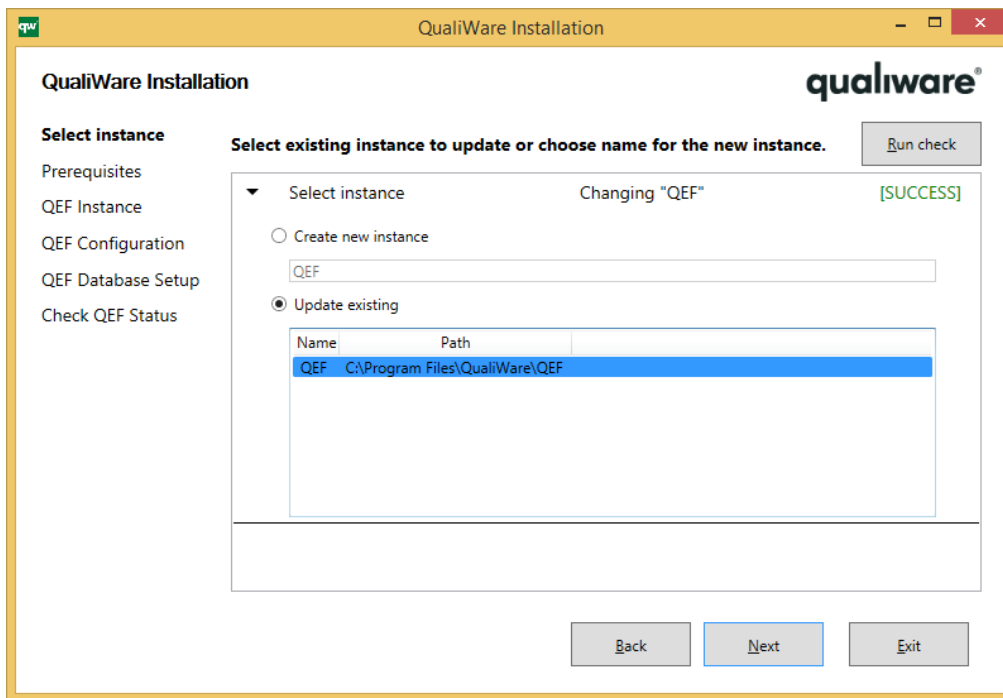 qw QualiWare Installation
QualiWare Installation
qualiware®
Select instance
Prerequisites
QEF Instance
QEF Configuration
QEF Database Setup
Check QEF Status
Select existing instance to update or choose name for the new instance.
Run check
Select instance Changing "QEF" [SUCCESS]
Create new instance
QEF
Update existing
Name Path
QEF C:\Program Files\QualiWare\QEF
Back Next Exit